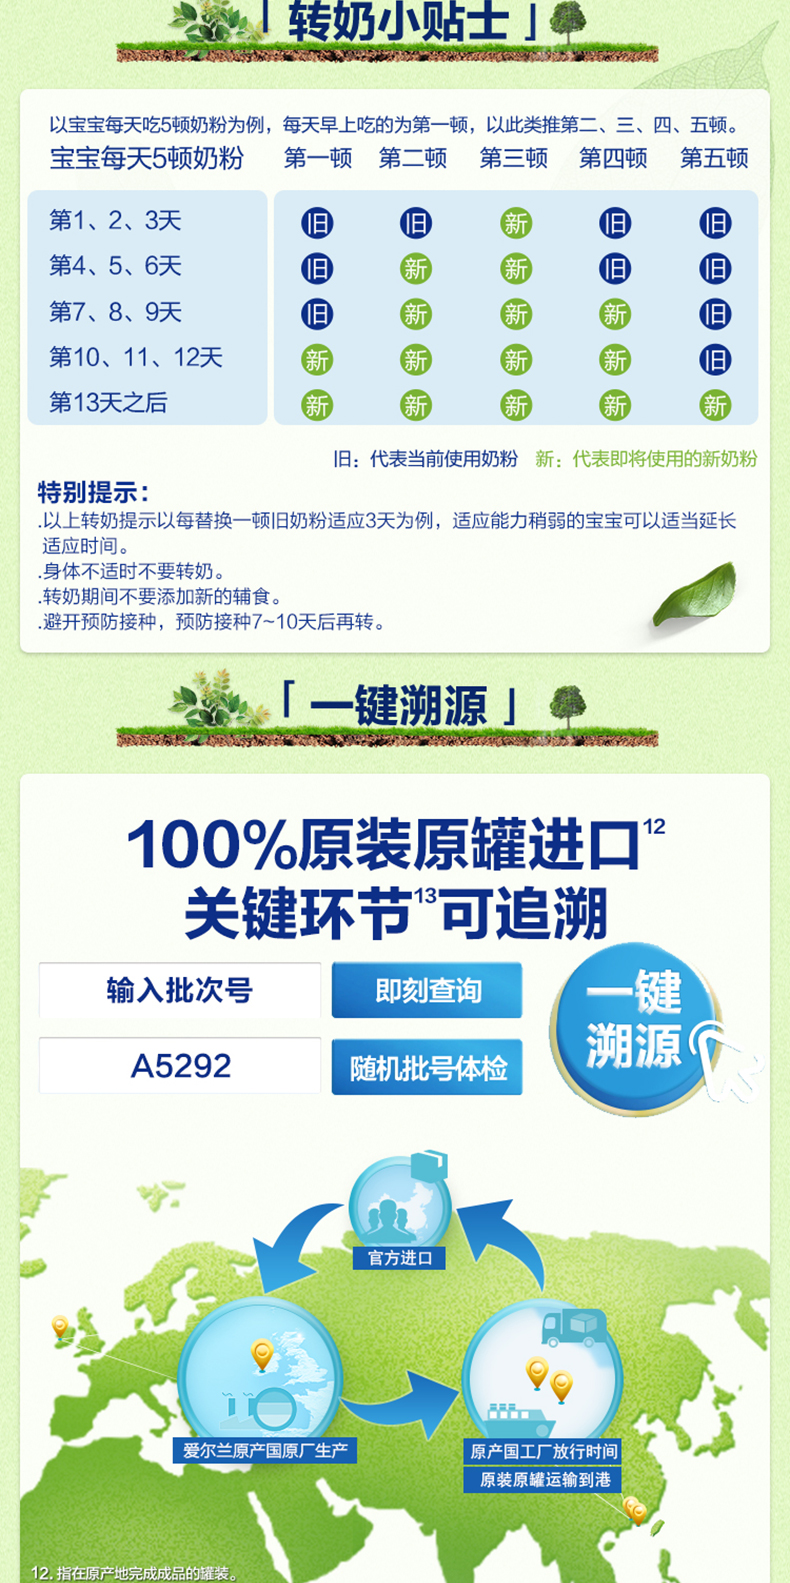 「转奶小贴士」
以宝宝每天吃5顿奶粉为例，每天早上吃的为第一顿，以此类推第二、三、四、五顿。
宝宝每天5顿奶粉 第一顿 第二顿 第三顿 第四顿 第五顿
第1、2、3天 旧 旧 新 旧 旧
第4、5、6天 旧 新 新 旧 旧
第7、8、9天 旧 新 新 新 旧
第10、11、12天 新 新 新 新 旧
第13天之后 新 新 新 新 新
旧：代表当前使用奶粉 新：代表即将使用的新奶粉
特别提示：
.以上转奶提示以每替换一顿旧奶粉适应3天为例，适应能力稍弱的宝宝可以适当延长
适应时间。
.身体不适时不要转奶。
.转奶期间不要添加新的辅食。
.避开预防接种，预防接种7~10天后再转。
「一键溯源」
100%原装原罐进口12
关键环节13可追溯
输入批次号 即刻查询
一键
溯源
A5292 随机批号体检
官方进口
爱尔兰原产国原厂生产
原产国工厂放行时间
原装原罐运输到港
12. 指在原产地完成成品的罐装。